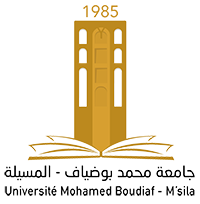 1985
جامعة محمد بوضياف - المسيلة
Université Mohamed Boudiaf - M'sila